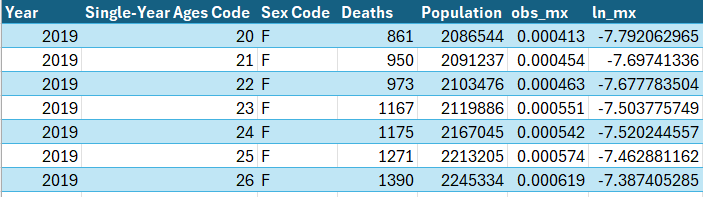 Year Single-Year Ages Code Sex Code Deaths Population obs_mx ln_mx
2019 20 F 861 2086544 0.000413 -7.792062965
2019 21 F 950 2091237 0.000454 -7.69741336
2019 22 F 973 2103476 0.000463 -7.677783504
2019 23 F 1167 2119886 0.000551 -7.503775749
2019 24 F 1175 2167045 0.000542 -7.520244557
2019 25 F 1271 2213205 0.000574 -7.462881162
2019 26 F 1390 2245334 0.000619 -7.387405285